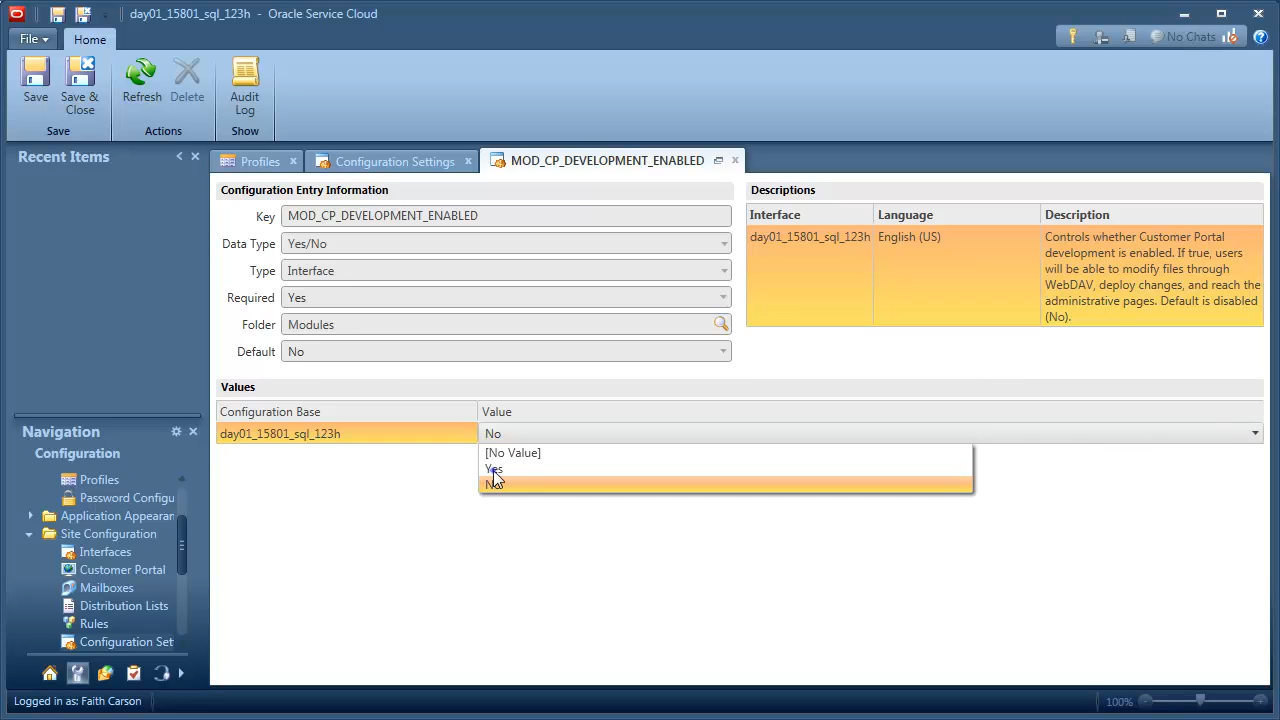 day01_15801_sql_123h - Oracle Service Cloud
File
Home
No Chats
Save
Save & Close
Refresh
Delete
Audit Log
Save
Actions
Show
Recent Items
Profiles
Configuration Settings
MOD_CP_DEVELOPMENT_ENABLED
Configuration Entry Information
Key MOD_CP_DEVELOPMENT_ENABLED
Data Type Yes/No
Type Interface
Required Yes
Folder Modules
Default No
Descriptions
Interface Language Description
day01_15801_sql_123h English (US) Controls whether Customer Portal
development is enabled. If true, users
will be able to modify files through
WebDAV, deploy changes, and reach the
administrative pages. Default is disabled
(No).
Values
Configuration Base Value
day01_15801_sql_123h No
[No Value]
Yes
No
Navigation
Configuration
Profiles
Password Configu
Application Appearan
Site Configuration
Interfaces
Customer Portal
Mailboxes
Distribution Lists
Rules
Configuration Set
Logged in as: Faith Carson
100%